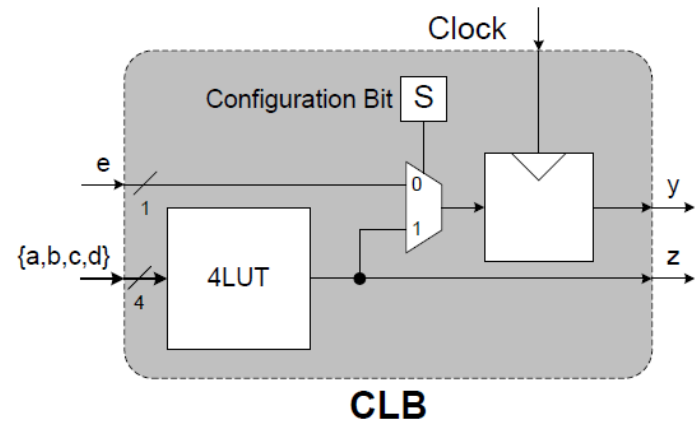 Clock
Configuration Bit S
e
0
y
1
1
{a,b,c,d}
4LUT
z
4
CLB